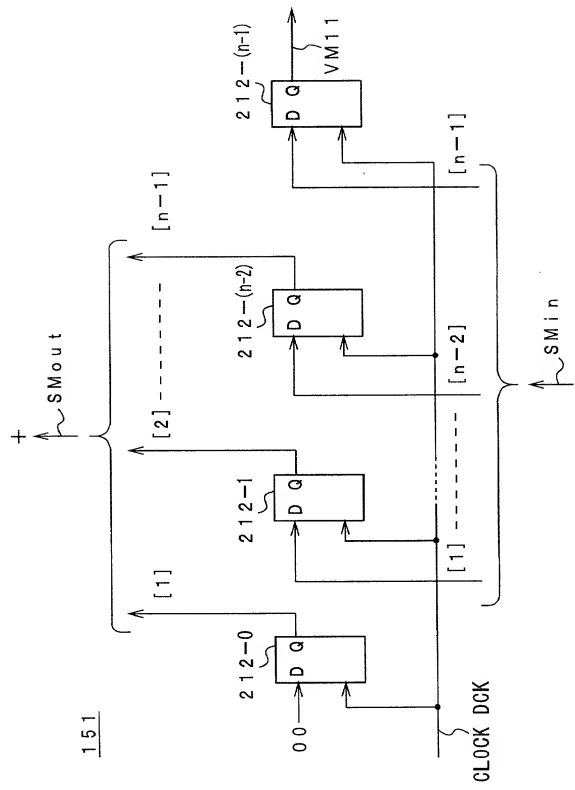 151
+
SMout
[1]
[2]
[n-1]
212-0
212-1
212-(n-2)
212-(n-1)
D Q
D Q
D Q
D Q
00
VM11
CLOCK DCK
[1]
[n-2]
[n-1]
SMin